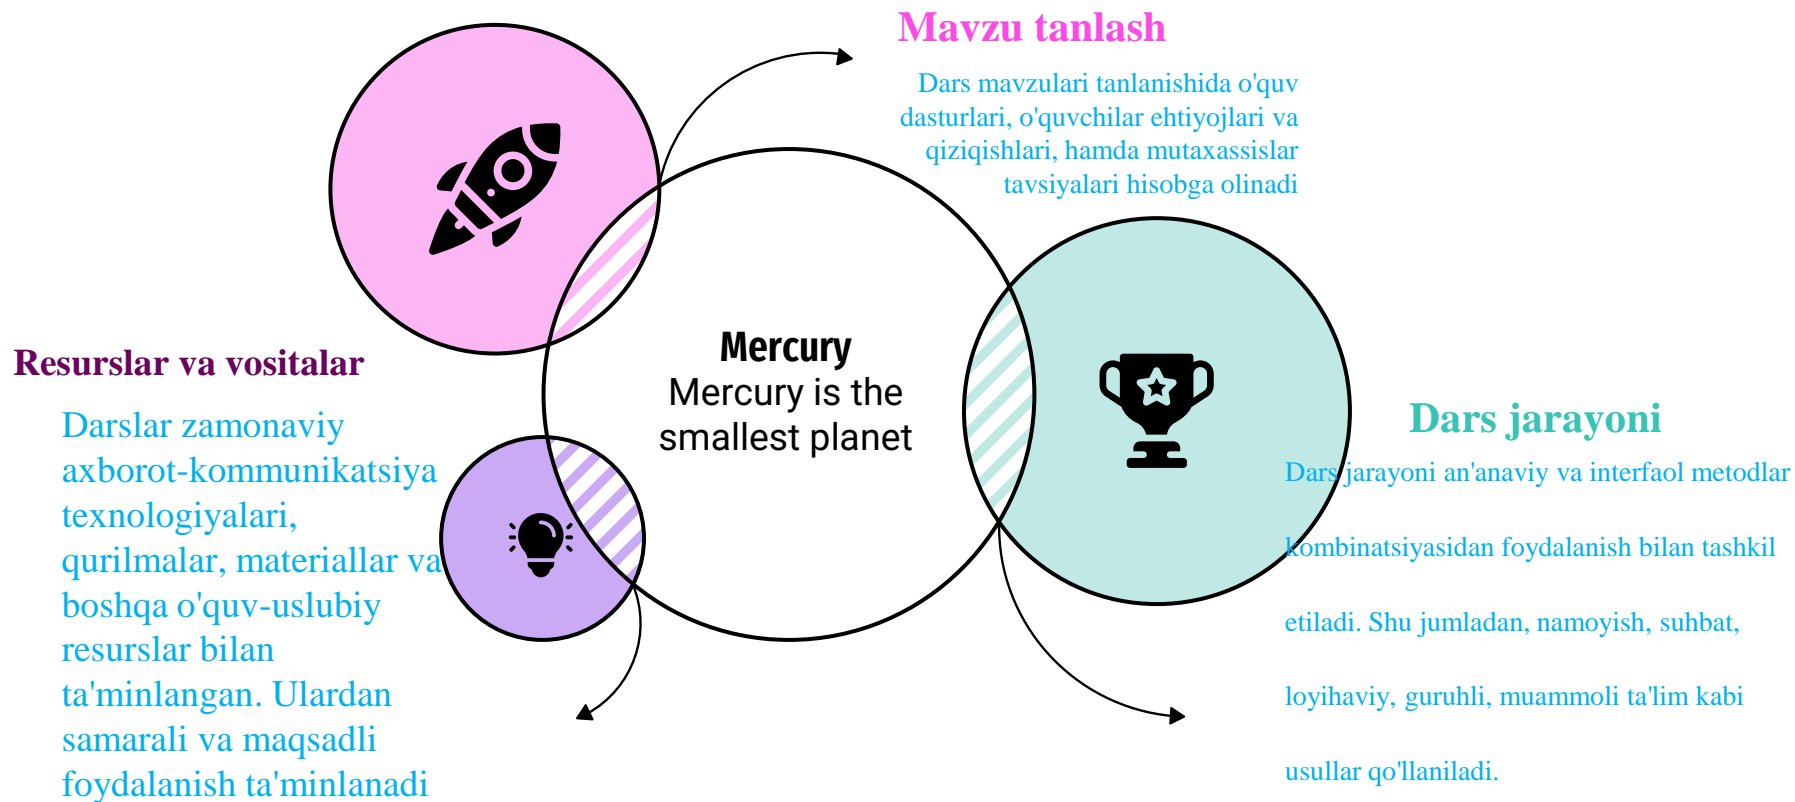 Mavzu tanlash
Dars mavzulari tanlanishida o'quv
dasturlari, o'quvchilar ehtiyojlari va
qiziqishlari, hamda mutaxassislar
tavsiyalari hisobga olinadi
Mercury
Mercury is the
smallest planet
Resurslar va vositalar
Darslar zamonaviy
axborot-kommunikatsiya
texnologiyalari,
qurilmalar, materiallar va
boshqa o'quv-uslubiy
resurslar bilan
ta'minlangan. Ulardan
samarali va maqsadli
foydalanish ta'minlanadi
Dars jarayoni
Dars jarayoni an'anaviy va interfaol metodlar
kombinatsiyasidan foydalanish bilan tashkil
etiladi. Shu jumladan, namoyish, suhbat,
loyihaviy, guruhli, muammoli ta'lim kabi
usullar qo'llaniladi.